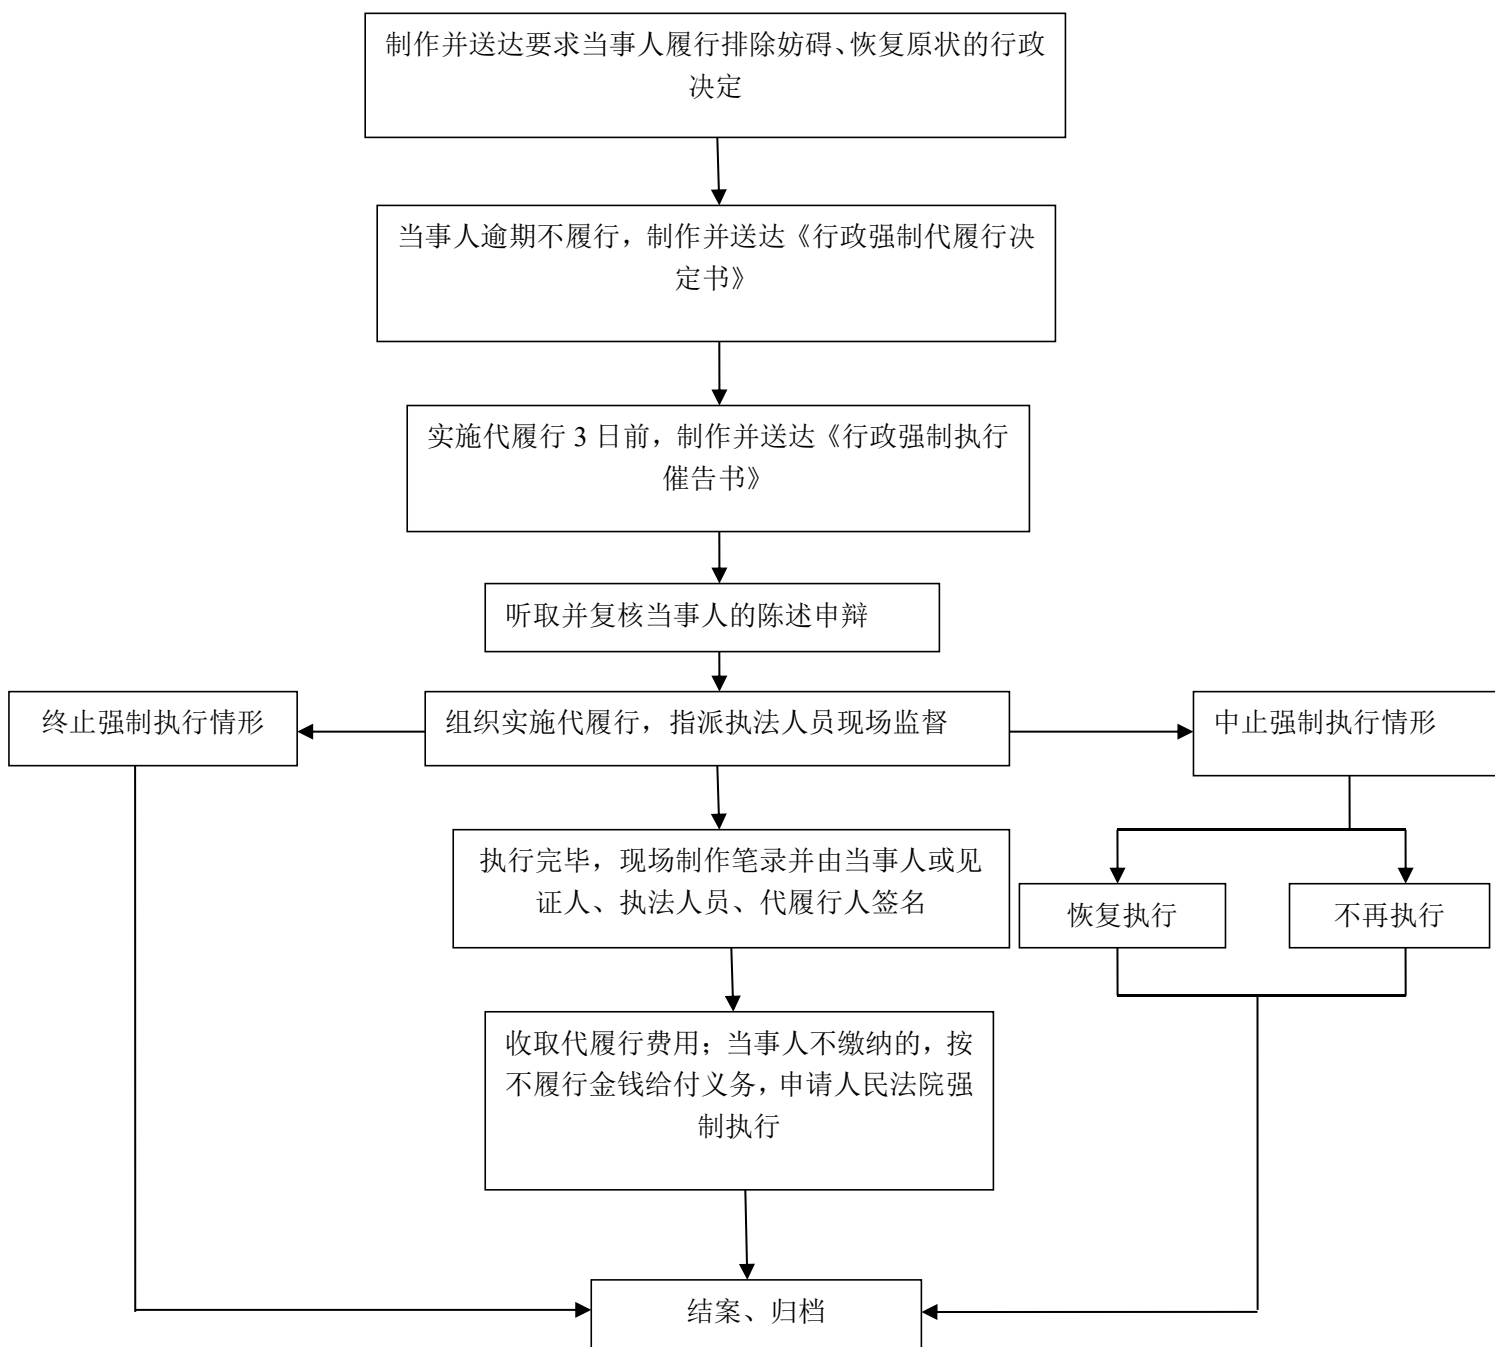 制作并送达要求当事人履行排除妨碍、恢复原状的行政
决定
当事人逾期不履行，制作并送达《行政强制代履行决
定书》
实施代履行 3 日前，制作并送达《行政强制执行
催告书》
听取并复核当事人的陈述申辩
终止强制执行情形
组织实施代履行，指派执法人员现场监督
中止强制执行情形
执行完毕，现场制作笔录并由当事人或见
证人、执法人员、代履行人签名
恢复执行
不再执行
收取代履行费用；当事人不缴纳的，按
不履行金钱给付义务，申请人民法院强
制执行
结案、归档